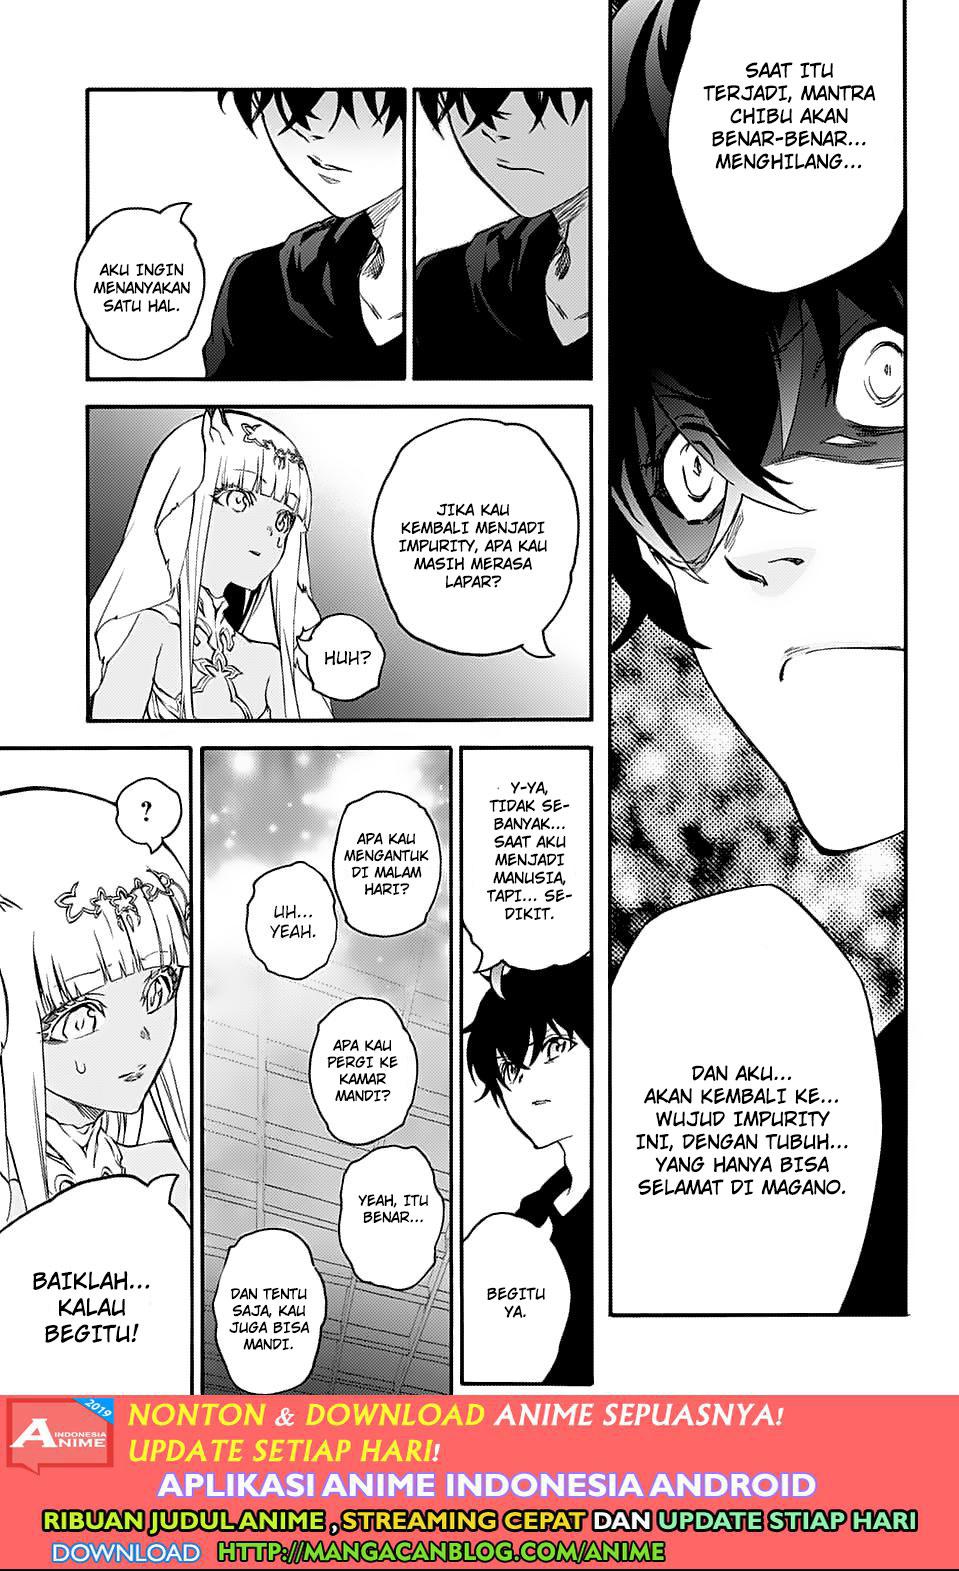 SAAT ITU
TERJADI, MANTRA
CHIBU AKAN
BENAR-BENAR...
MENGHILANG...
DAN AKU...
AKAN KEMBALI KE...
WUJUD IMPURITY
INI, DENGAN TUBUH...
YANG HANYA BISA
SELAMAT DI MAGANO.
AKU INGIN
MENANYAKAN
SATU HAL.
JIKA KAU
KEMBALI MENJADI
IMPURITY, APA KAU
MASIH MERASA
LAPAR?
HUH?
Y-YA,
TIDAK SE-
BANYAK...
SAAT AKU
MENJADI
MANUSIA,
TAPI... SE-
DIKIT.
BEGITU
YA.
APA KAU
MENGANTUK
DI MALAM
HARI?
UH...
YEAH.
APA KAU
PERGI KE
KAMAR
MANDI?
YEAH, ITU
BENAR...
DAN TENTU
SAJA, KAU
JUGA BISA
MANDI.
?
BAIKLAH...
KALAU
BEGITU!
2019
INDONESIA
ANIME
NONTON & DOWNLOAD ANIME SEPUASNYA!
UPDATE SETIAP HARI!
APLIKASI ANIME INDONESIA ANDROID
RIBUAN JUDUL ANIME , STREAMING CEPAT DAN UPDATE STIAP HARI
DOWNLOAD HTTP://MANGACANBLOG.COM/ANIME